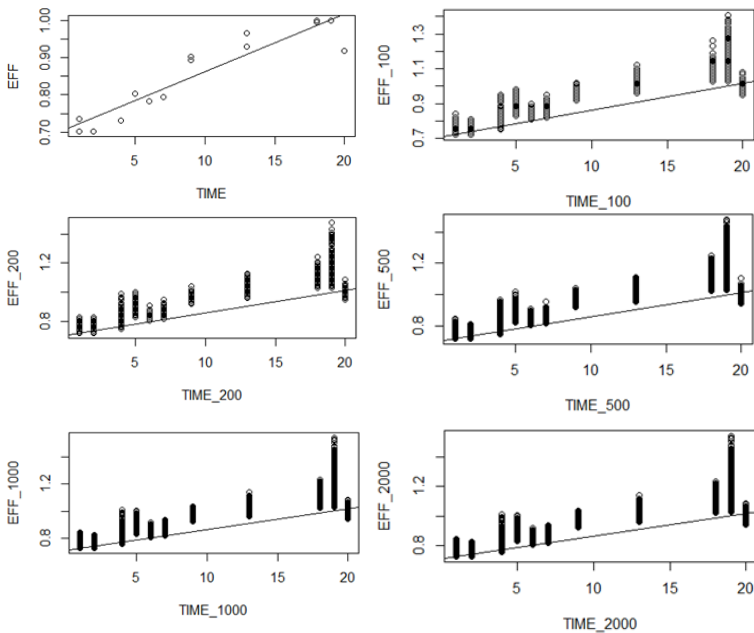 EFF
0.70 0.80 0.90 1.00
5 10 15 20
TIME
EFF_100
0.7 0.9 1.1 1.3
5 10 15 20
TIME_100
EFF_200
0.8 1.2
5 10 15 20
TIME_200
EFF_500
0.8 1.2
5 10 15 20
TIME_500
EFF_1000
0.8 1.2
5 10 15 20
TIME_1000
EFF_2000
0.8 1.2
5 10 15 20
TIME_2000